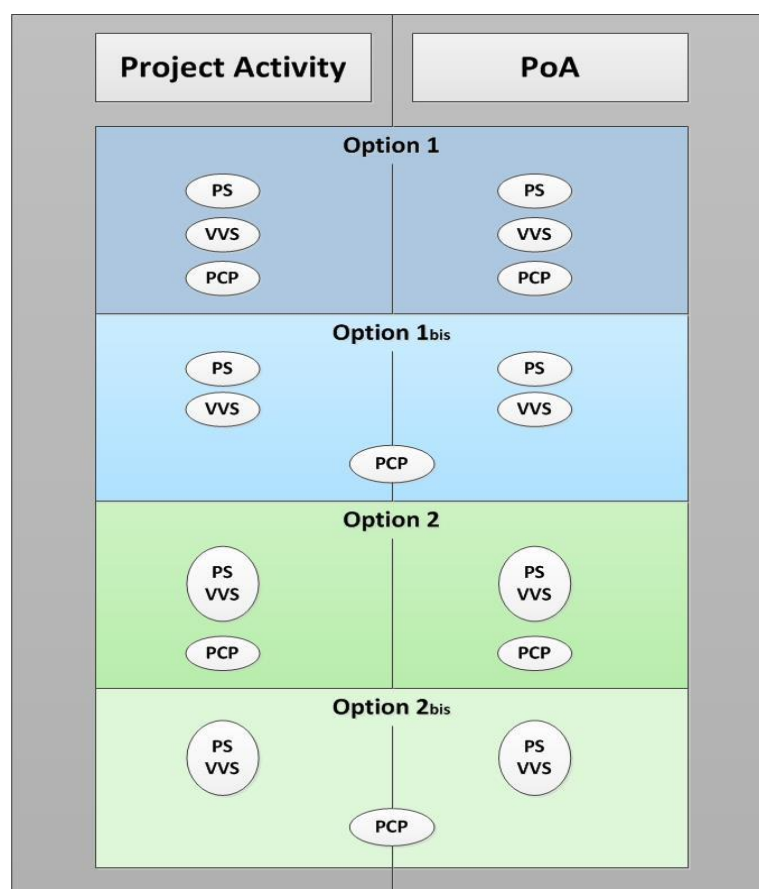 Project Activity
PoA
Option 1
PS
PS
VVS
VVS
PCP
PCP
Option 1bis
PS
PS
VVS
VVS
PCP
Option 2
PS
VVS
PS
VVS
PCP
PCP
Option 2bis
PS
VVS
PS
VVS
PCP